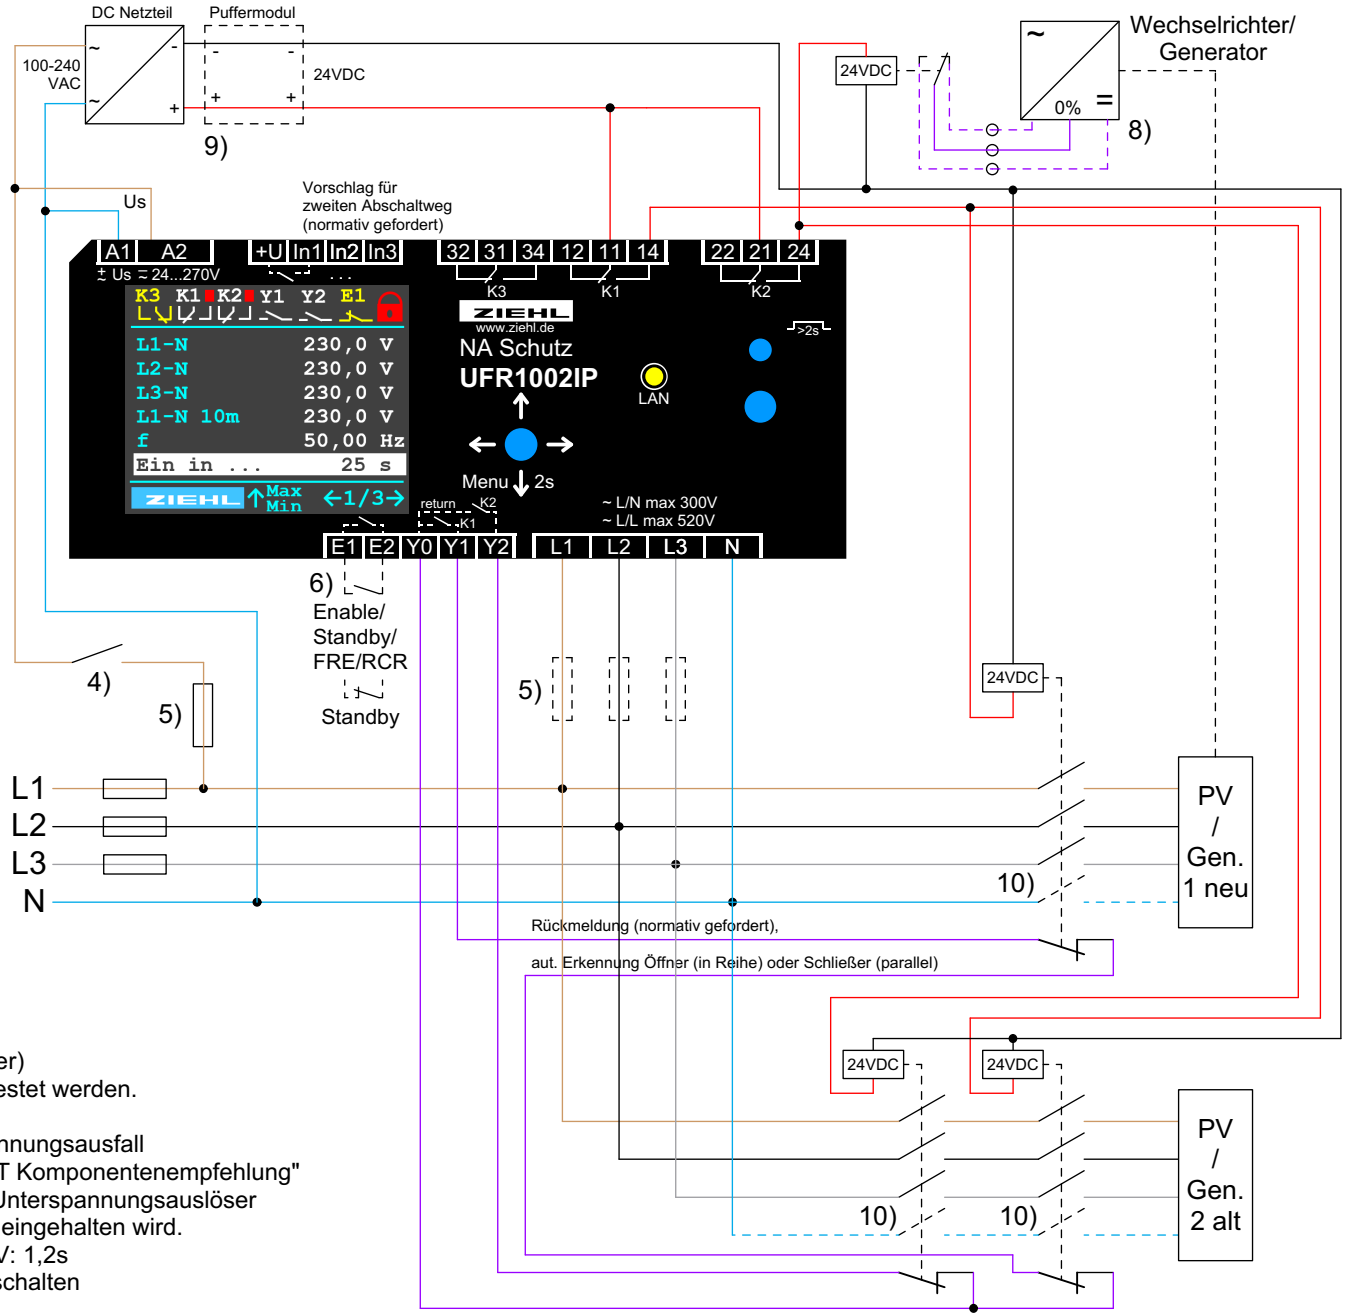 DC Netzteil
Puffermodul
Wechselrichter/
Generator
~
-
-
-
~
100-240
VAC
24VDC
24VDC
~
+
+
+
0%
=
9)
8)
Vorschlag für
zweiten Abschaltweg
(normativ gefordert)
Us
A1 A2 +U In1 In2 In3 32 31 34 12 11 14 22 21 24
Us = 24...270V
...
K3 K1 K2
K3 K1 K2 Y1 Y2 E1
ZIEHL
www.ziehl.de
NA Schutz
UFR1002IP
>2s
LAN
L1-N 230,0 V
L2-N 230,0 V
L3-N 230,0 V
L1-N 10m 230,0 V
f 50,00 Hz
Ein in ... 25 s
ZIEHL ↑Max Min ←1/3→
Menu 2s
return K2
K1
~ L/N max 300V
~ L/L max 520V
E1 E2 Y0 Y1 Y2 L1 L2 L3 N
6)
Enable/
Standby/
FRE/RCR
Standby
4)
5)
5)
24VDC
L1
L2
L3
N
PV
/
Gen.
1 neu
10)
Rückmeldung (normativ gefordert),
aut. Erkennung Öffner (in Reihe) oder Schließer (parallel)
24VDC
24VDC
er)
estet werden.
nnungsausfall
T Komponentenempfehlung"
Unterspannungsauslöser
eingehalten wird.
V: 1,2s
schalten
PV
/
Gen.
2 alt
10)
10)